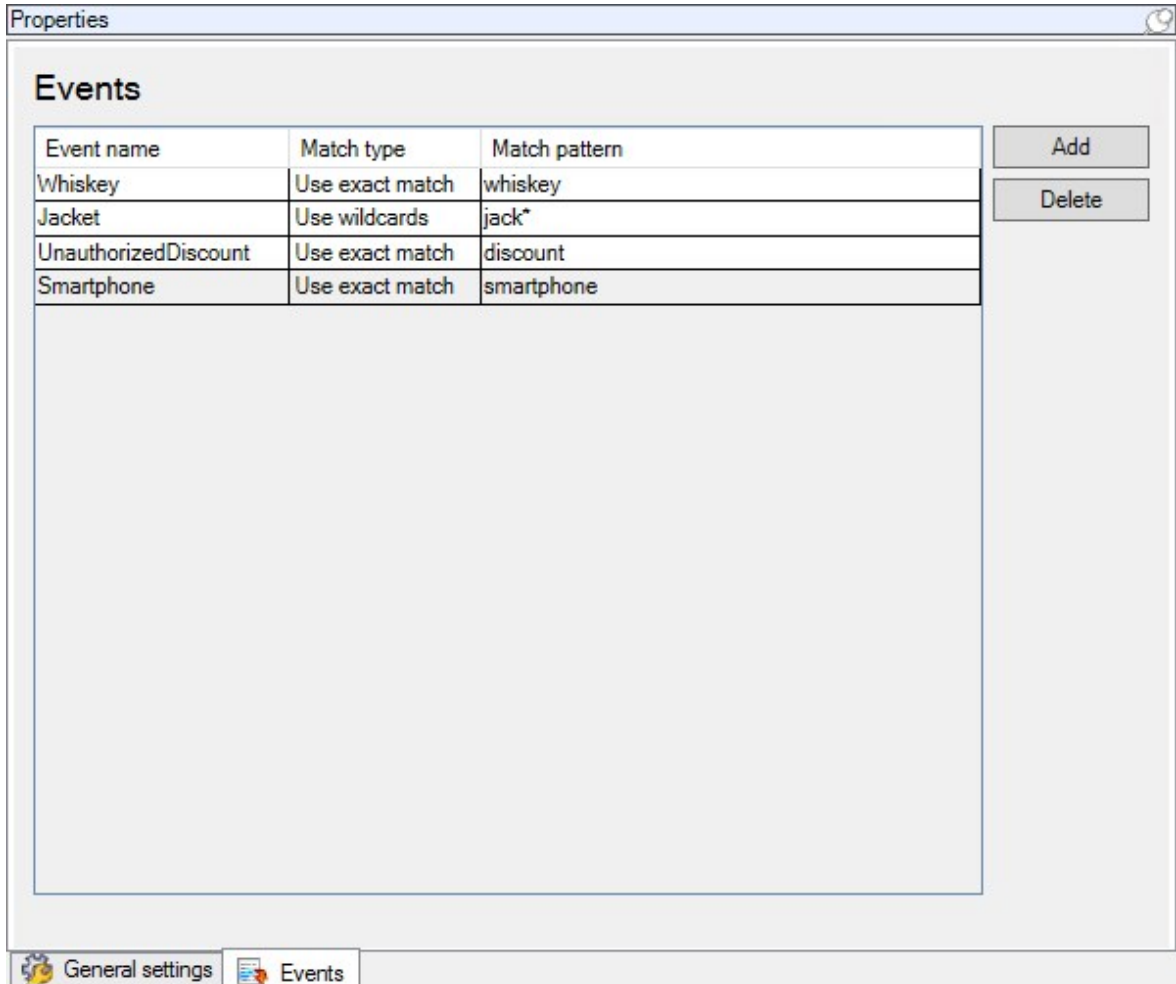 Properties
Events
Event name Match type Match pattern
Add
Whiskey Use exact match whiskey
Delete
Jacket Use wildcards jack*
UnauthorizedDiscount Use exact match discount
Smartphone Use exact match smartphone
General settings Events